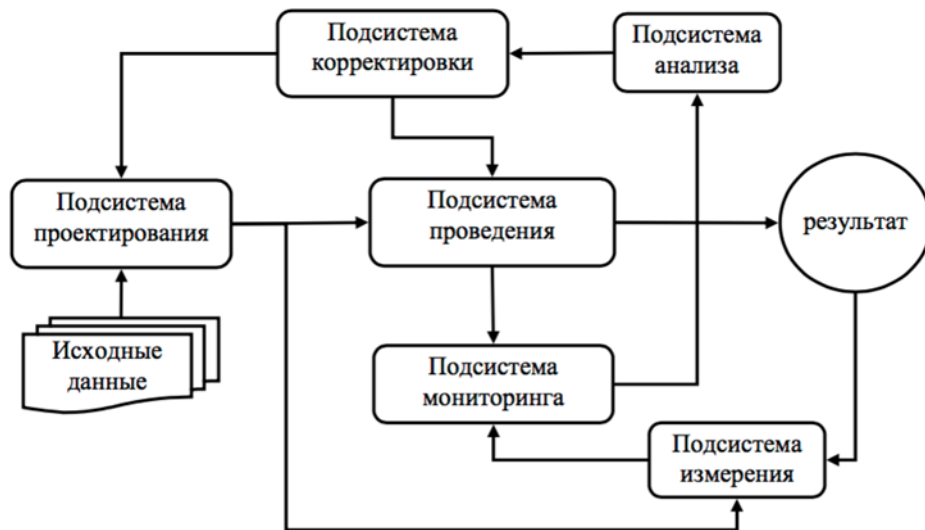 Подсистема
корректировки
Подсистема
анализа
Подсистема
проектирования
Подсистема
проведения
результат
Исходные
данные
Подсистема
мониторинга
Подсистема
измерения